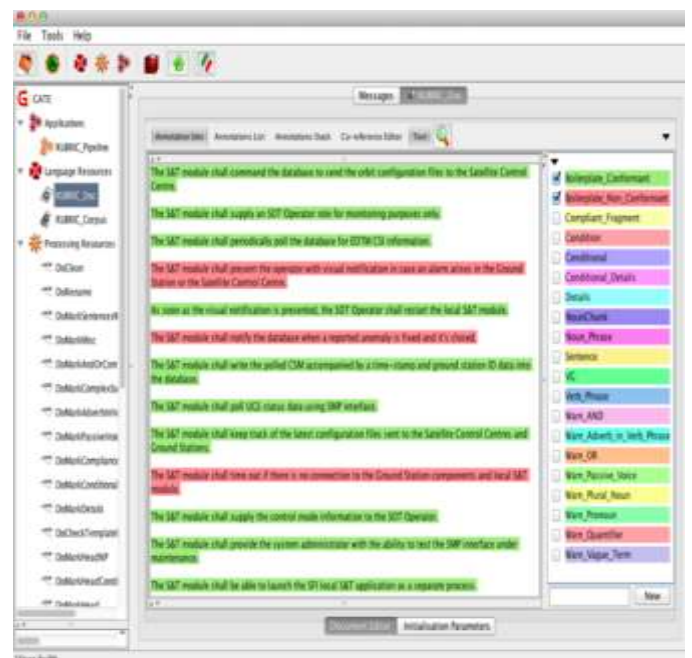 File Tools Help
Messages
GATE
Applications
RUBRIC_Pipeline
Language Resources
RUBRIC_Doc
RUBRIC_Corpus
Processing Resources
DoClean
DoRename
DoMarkMisc
DoMarkAndOrCom
DoMarkConditional
DoMarkDetails
DoCheckTemplate
DoMarkHeadNP
DoMarkHeadCond
Annotation Sets Annotations List Annotations Stack Co-reference Editor Text
The S&T module shall command the database to send the orbit configuration files to the Satellite Control
Centre.
The S&T module shall supply an SOT Operator role for monitoring purposes only.
The S&T module shall periodically poll the database for EDTM CSI information.
The S&T module shall present the operator with visual notification in case an alarm arises in the Ground
Station or the Satellite Control Centre.
As soon as the visual notification is presented, the SOT Operator shall restart the local S&T module.
The S&T module shall notify the database when a reported anomaly is fixed and it's closed.
The S&T module shall write the polled CSM accompanied by a time-stamp and ground station ID data into
the database.
The S&T module shall poll UCS status data using SMP interface.
The S&T module shall keep track of the latest configuration files sent to the Satellite Control Centres and
Ground Stations.
The S&T module shall time out if there is no connection to the Ground Station components and local S&T
module.
The S&T module shall supply the control mode information to the SOT Operator.
The S&T module shall provide the system administrator with the ability to test the SMP interface under
maintenance.
The S&T module shall be able to launch the SFI local S&T application as a separate process.
Boilerplate_Conformant
Boilerplate_Non_Conformant
Compliant_Fragment
Condition
Conditional
Conditional_Details
Details
NounChunk
Noun_Phrase
Sentence
VC
Verb_Phrase
Warn_AND
Warn_Adverb_in_Verb_Phrase
Warn_OR
Warn_Passive_Voice
Warn_Plural_Noun
Warn_Pronoun
Warn_Quantifier
Warn_Vague_Term
New
Document Editor Initialisation Parameters